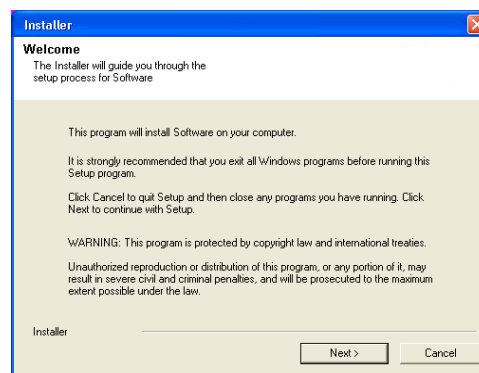 Installer
Welcome
The Installer will guide you through the
setup process for Software
This program will install Software on your computer.
It is strongly recommended that you exit all Windows programs before running this
Setup program.
Click Cancel to quit Setup and then close any programs you have running. Click
Next to continue with Setup.
WARNING: This program is protected by copyright law and international treaties.
Unauthorized reproduction or distribution of this program, or any portion of it, may
result in severe civil and criminal penalties, and will be prosecuted to the maximum
extent possible under the law.
Installer
Next >
Cancel